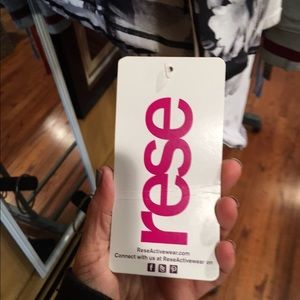 rese
ReseActivewear.com
Connect with us at ReseActivewear on